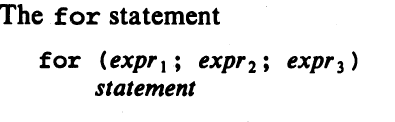 The for statement
for (expr₁; expr₂; expr₃)
statement